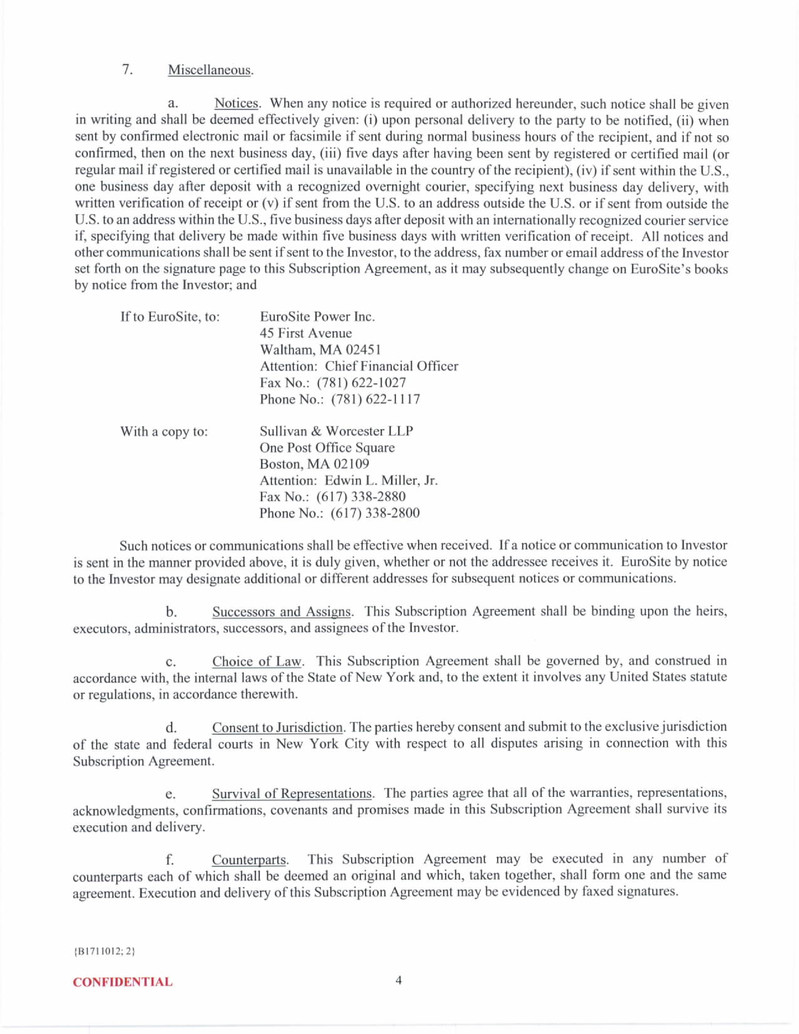 7. Miscellaneous.
a. Notices. When any notice is required or authorized hereunder, such notice shall be given
in writing and shall be deemed effectively given: (i) upon personal delivery to the party to be notified, (ii) when
sent by confirmed electronic mail or facsimile if sent during normal business hours of the recipient, and if not so
confirmed, then on the next business day, (iii) five days after having been sent by registered or certified mail (or
regular mail if registered or certified mail is unavailable in the country of the recipient), (iv) if sent within the U.S.,
one business day after deposit with a recognized overnight courier, specifying next business day delivery, with
written verification of receipt or (v) if sent from the U.S. to an address outside the U.S. or if sent from outside the
U.S. to an address within the U.S., five business days after deposit with an internationally recognized courier service
if, specifying that delivery be made within five business days with written verification of receipt. All notices and
other communications shall be sent if sent to the Investor, to the address, fax number or email address of the Investor
set forth on the signature page to this Subscription Agreement, as it may subsequently change on EuroSite's books
by notice from the Investor; and
If to EuroSite, to: EuroSite Power Inc.
45 First Avenue
Waltham, MA 02451
Attention: Chief Financial Officer
Fax No.: (781) 622-1027
Phone No.: (781) 622-1117
With a copy to: Sullivan & Worcester LLP
One Post Office Square
Boston, MA 02109
Attention: Edwin L. Miller, Jr.
Fax No.: (617) 338-2880
Phone No.: (617) 338-2800
Such notices or communications shall be effective when received. If a notice or communication to Investor
is sent in the manner provided above, it is duly given, whether or not the addressee receives it. EuroSite by notice
to the Investor may designate additional or different addresses for subsequent notices or communications.
b. Successors and Assigns. This Subscription Agreement shall be binding upon the heirs,
executors, administrators, successors, and assignees of the Investor.
c. Choice of Law. This Subscription Agreement shall be governed by, and construed in
accordance with, the internal laws of the State of New York and, to the extent it involves any United States statute
or regulations, in accordance therewith.
d. Consent to Jurisdiction. The parties hereby consent and submit to the exclusive jurisdiction
of the state and federal courts in New York City with respect to all disputes arising in connection with this
Subscription Agreement.
e. Survival of Representations. The parties agree that all of the warranties, representations,
acknowledgments, confirmations, covenants and promises made in this Subscription Agreement shall survive its
execution and delivery.
f. Counterparts. This Subscription Agreement may be executed in any number of
counterparts each of which shall be deemed an original and which, taken together, shall form one and the same
agreement. Execution and delivery of this Subscription Agreement may be evidenced by faxed signatures.
{B1711012; 2}
CONFIDENTIAL 4